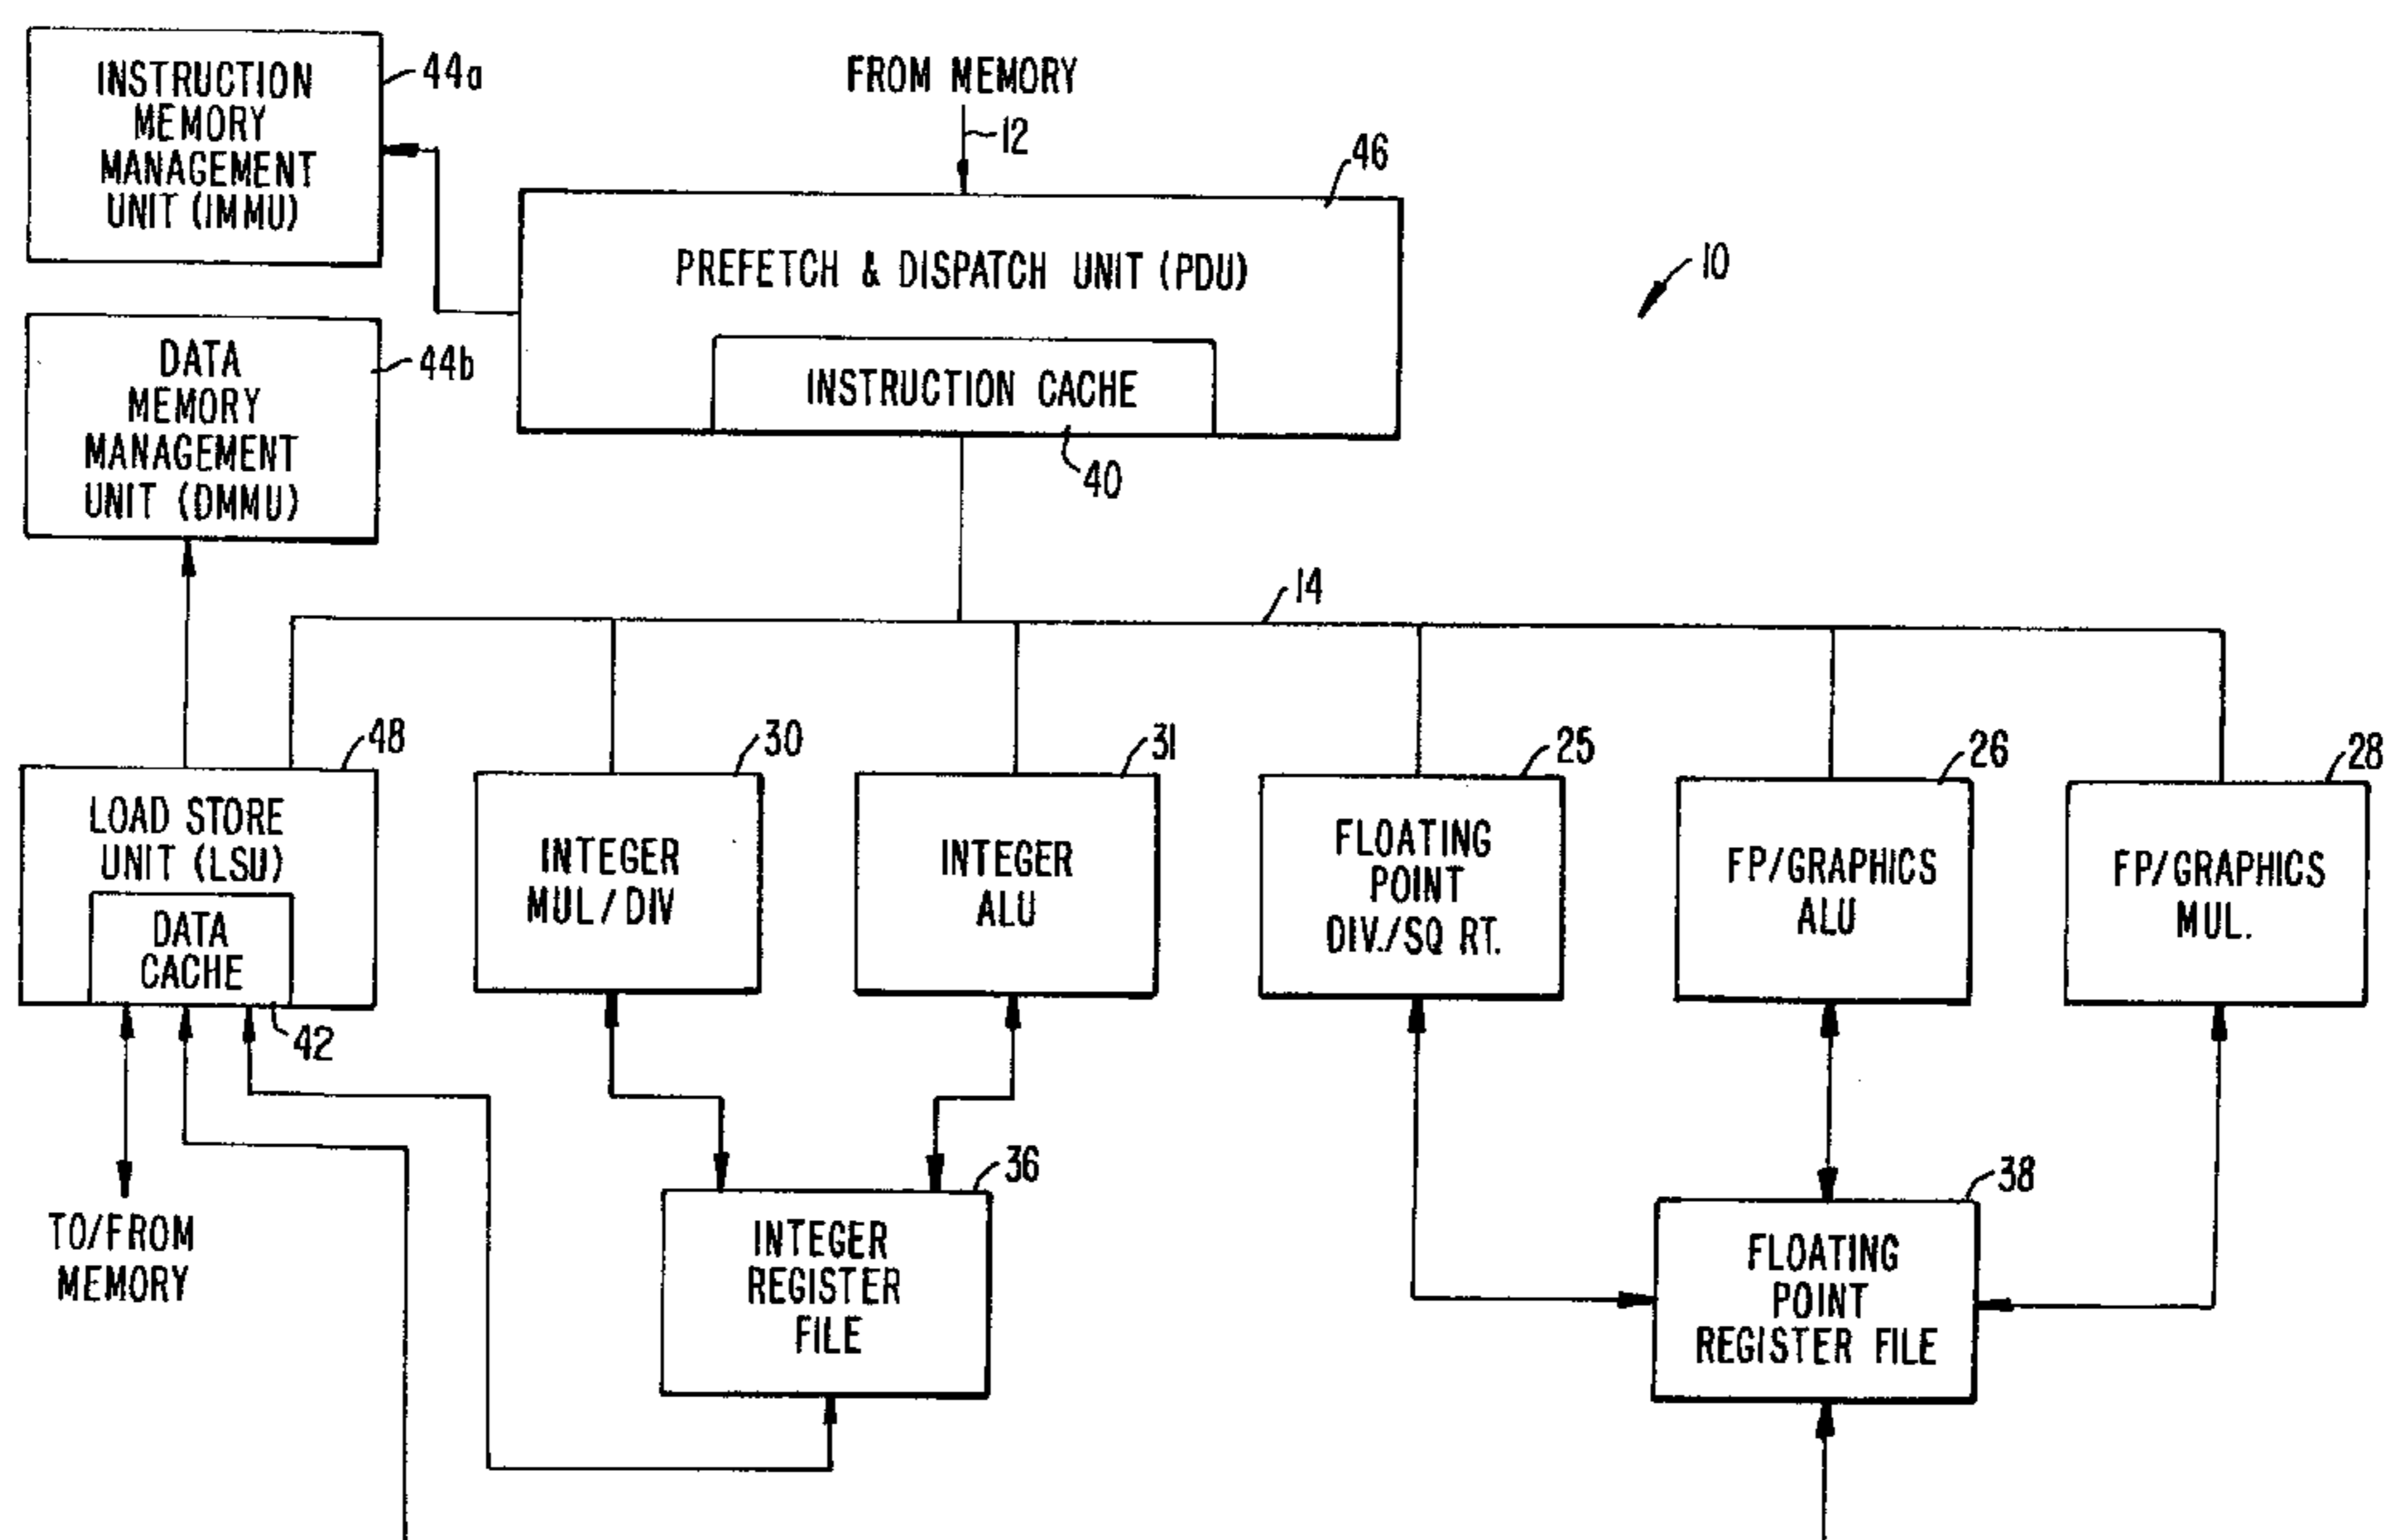 INSTRUCTION
MEMORY
MANAGEMENT
UNIT (IMMU)
44a
FROM MEMORY
12
46
PREFETCH & DISPATCH UNIT (PDU)
10
INSTRUCTION CACHE
40
DATA
MEMORY
MANAGEMENT
UNIT (DMMU)
44b
14
48
LOAD STORE
UNIT (LSU)
DATA
CACHE
42
30
INTEGER
MUL/DIV
31
INTEGER
ALU
25
FLOATING
POINT
DIV./SQ RT.
26
FP/GRAPHICS
ALU
28
FP/GRAPHICS
MUL.
TO/FROM
MEMORY
36
INTEGER
REGISTER
FILE
38
FLOATING
POINT
REGISTER FILE